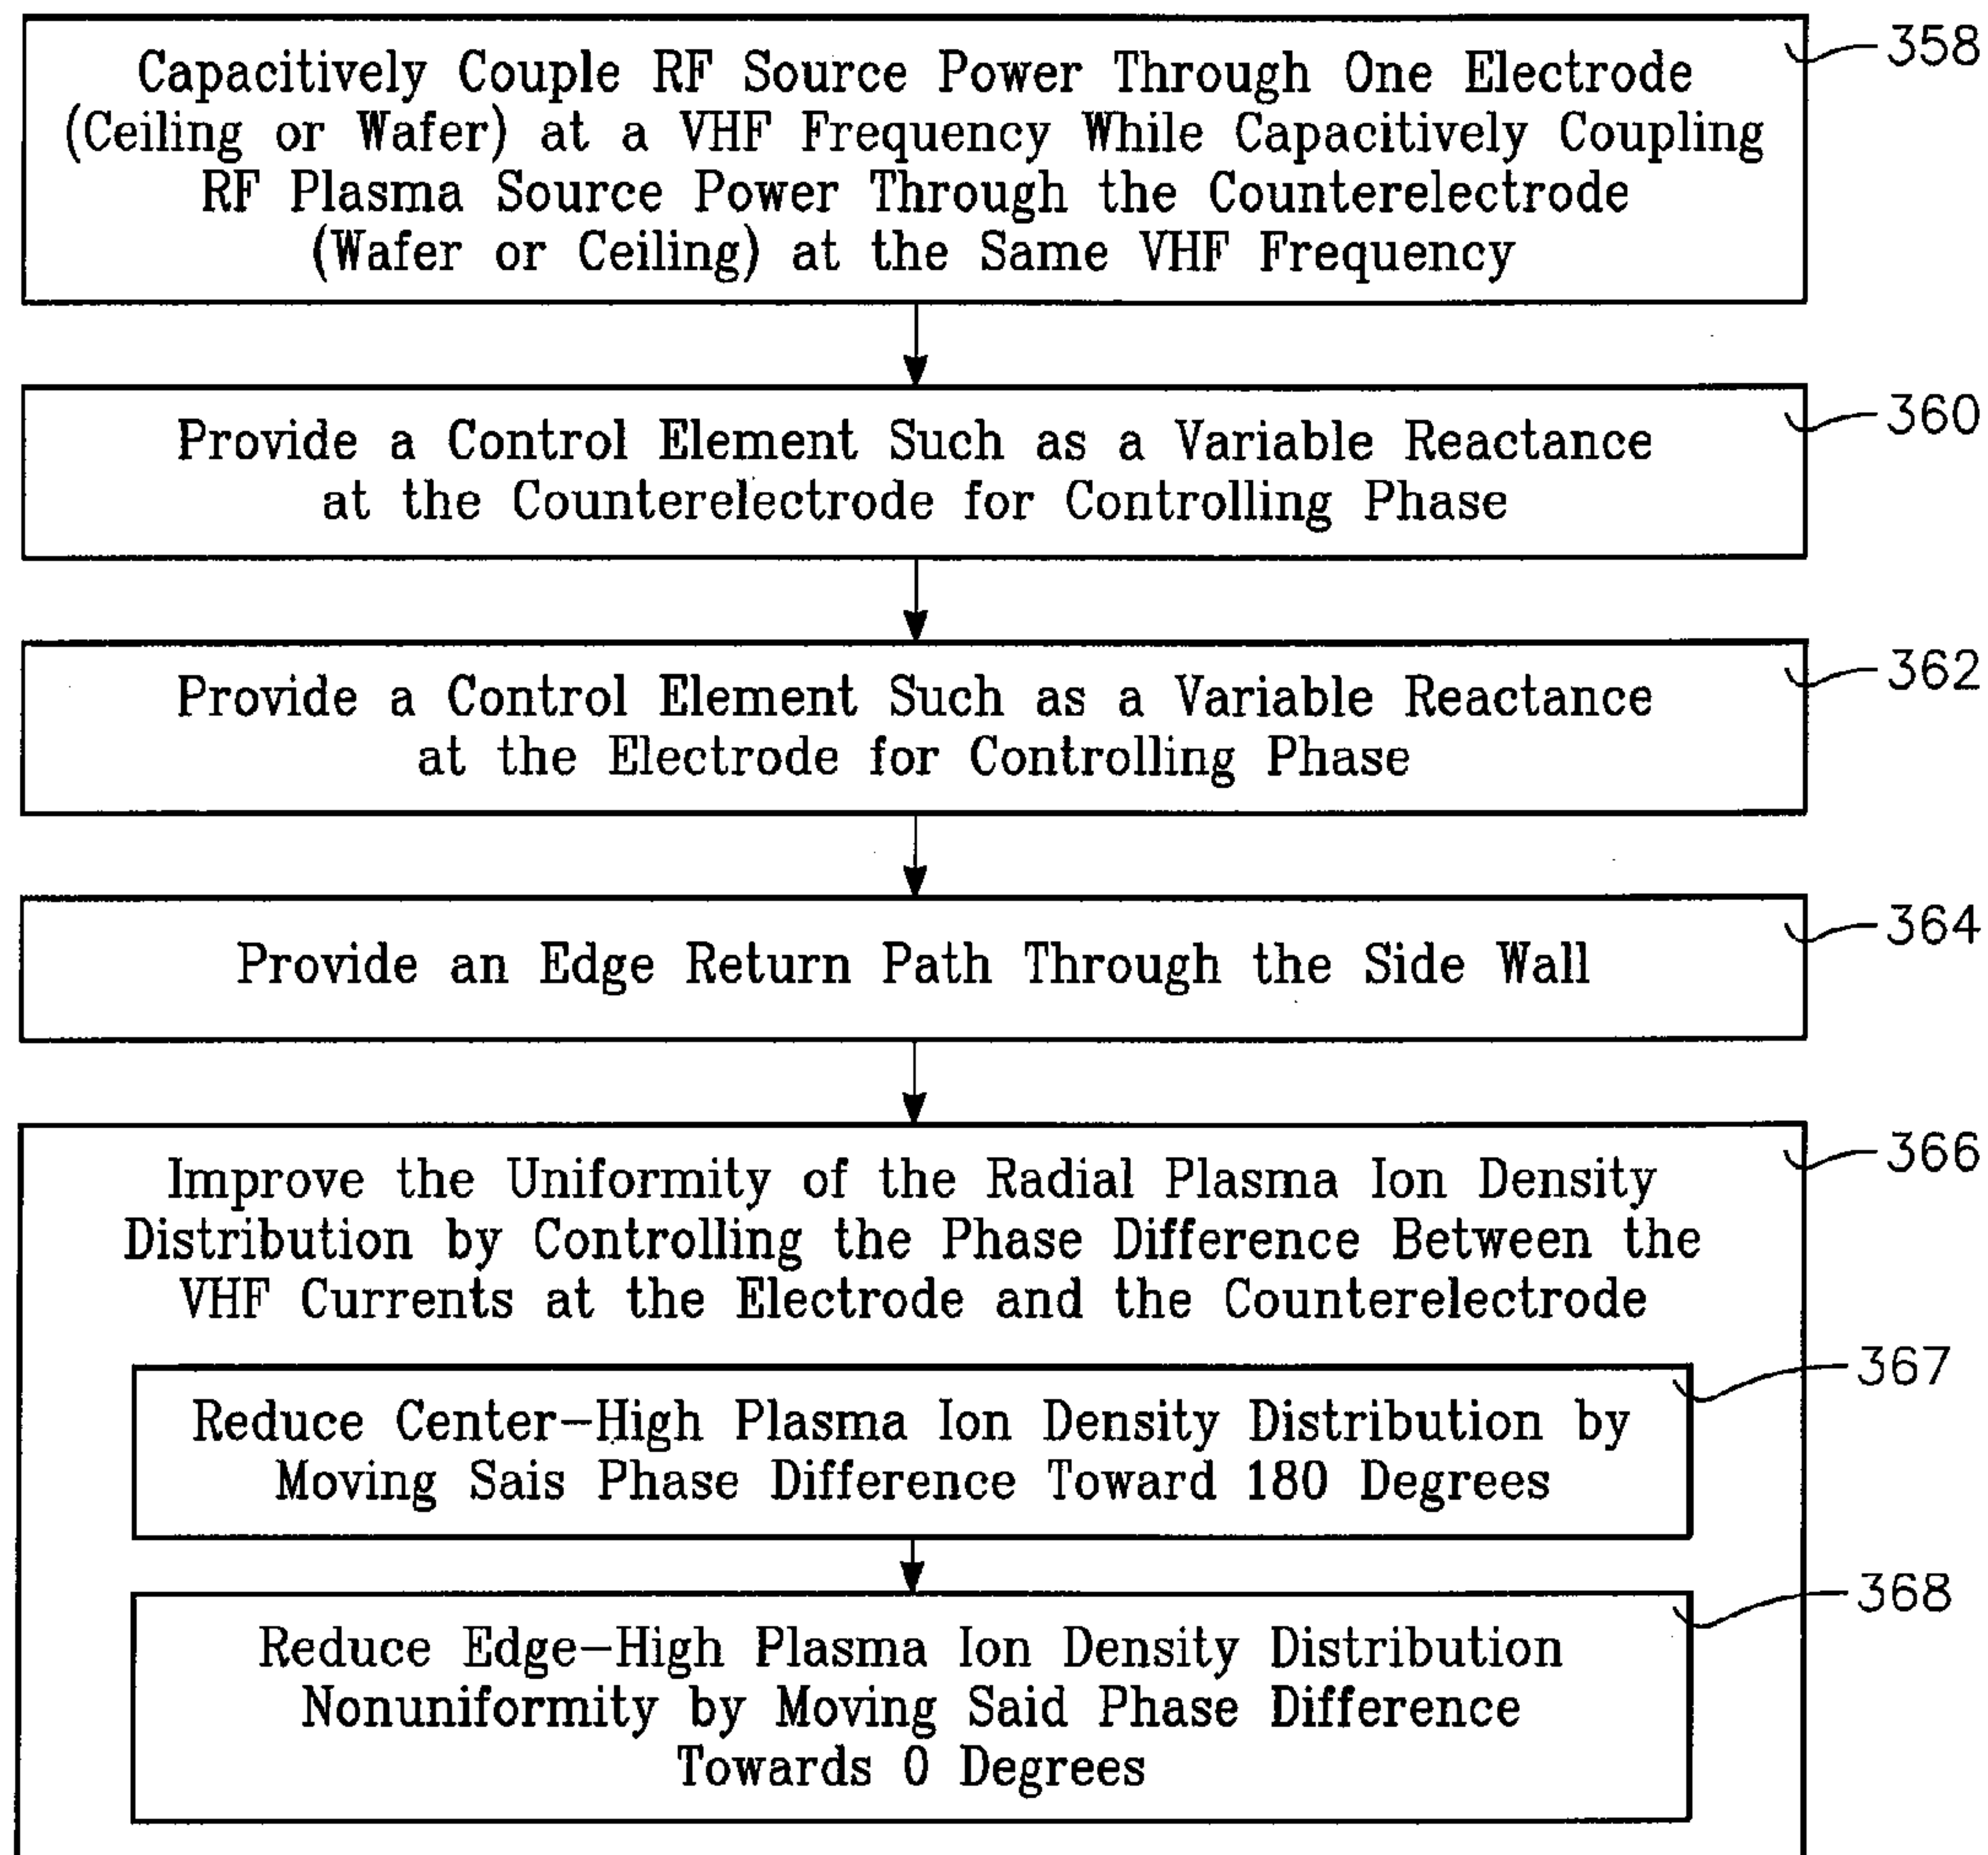 Capacitively Couple RF Source Power Through One Electrode
(Ceiling or Wafer) at a VHF Frequency While Capacitively Coupling
RF Plasma Source Power Through the Counterelectrode
(Wafer or Ceiling) at the Same VHF Frequency
358
Provide a Control Element Such as a Variable Reactance
at the Counterelectrode for Controlling Phase
360
Provide a Control Element Such as a Variable Reactance
at the Electrode for Controlling Phase
362
Provide an Edge Return Path Through the Side Wall
364
Improve the Uniformity of the Radial Plasma Ion Density
Distribution by Controlling the Phase Difference Between the
VHF Currents at the Electrode and the Counterelectrode
366
Reduce Center-High Plasma Ion Density Distribution by
Moving Sais Phase Difference Toward 180 Degrees
367
Reduce Edge-High Plasma Ion Density Distribution
Nonuniformity by Moving Said Phase Difference
Towards 0 Degrees
368